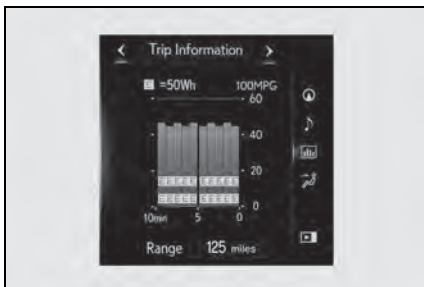 Trip Information
E =50Wh 100MPG
60
40
20
E E E E E E E E E E
E E E E E E E E E E
0
10min 5 0
Range 125 miles